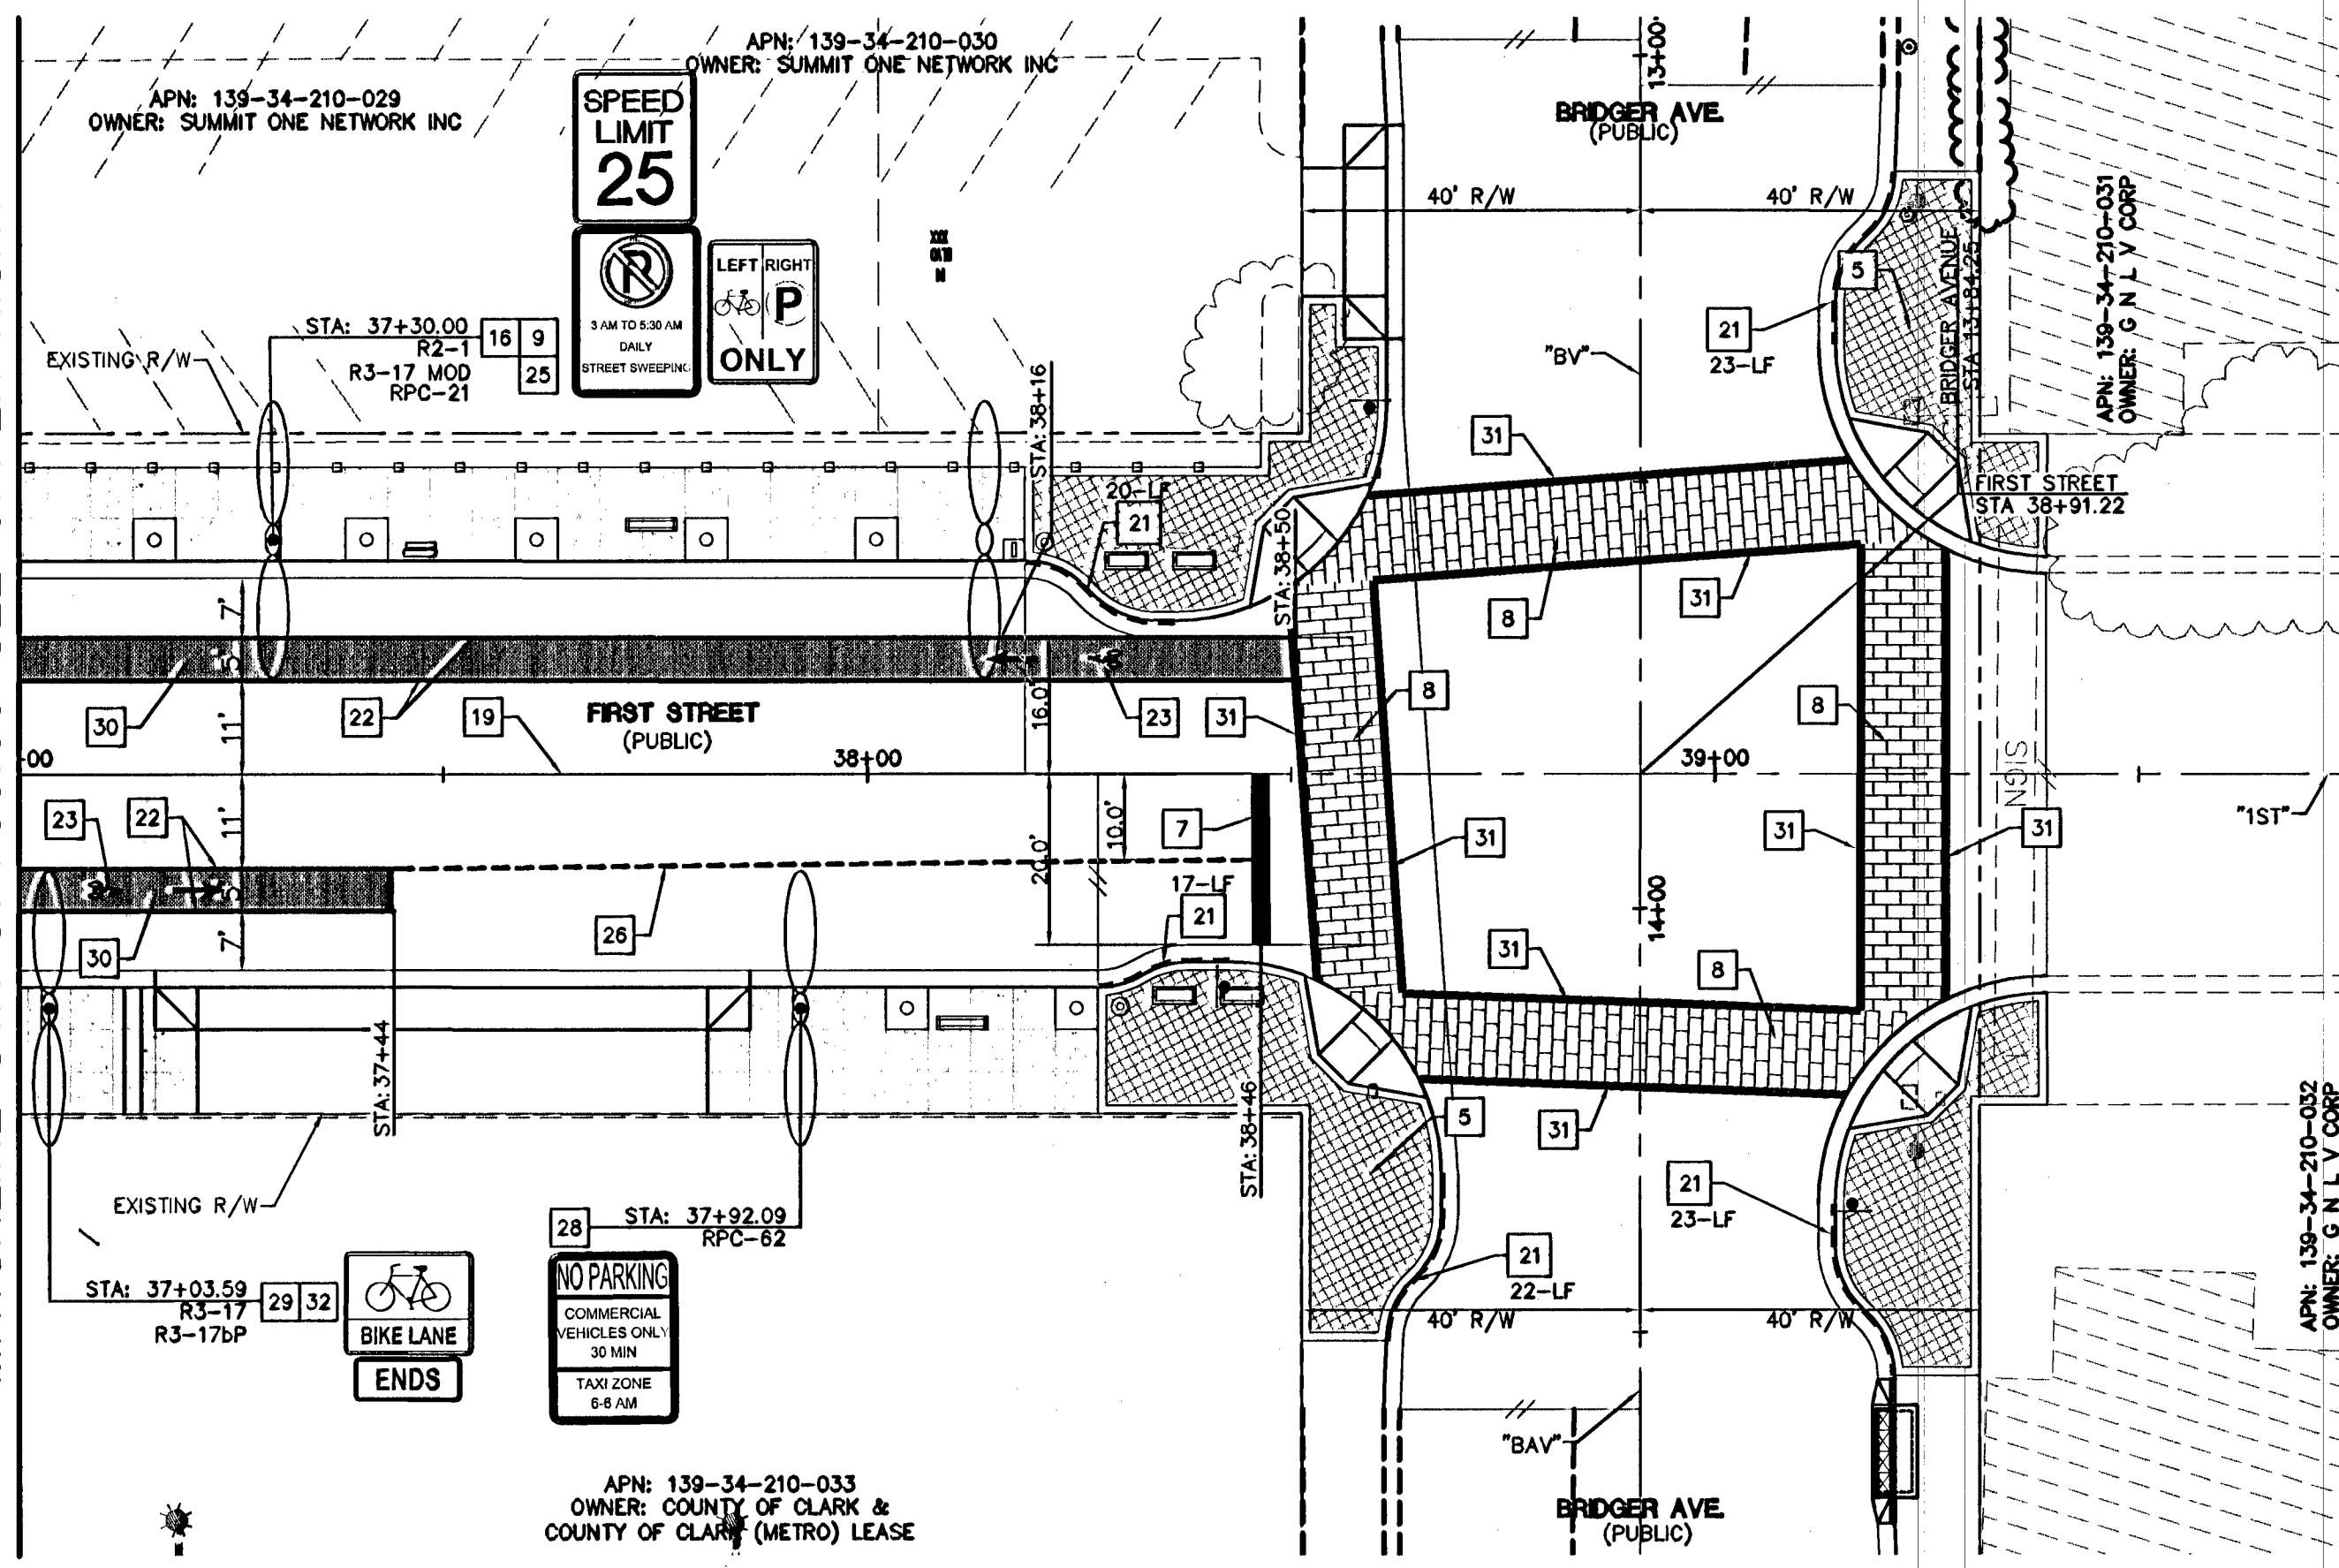 APN: 139-34-210-030
OWNER: SUMMIT ONE NETWORK INC
APN: 139-34-210-029
OWNER: SUMMIT ONE NETWORK INC
SPEED
LIMIT
25
3 AM TO 5:30 AM
DAILY
STREET SWEEPING
LEFT RIGHT
P
ONLY
STA: 37+30.00
R2-1
R3-17 MOD
RPC-21
16 9
25
EXISTING R/W
13+00
BRIDGER AVE.
(PUBLIC)
40' R/W
40' R/W
APN: 139-34-210-031
OWNER: G N L V CORP
5
BRIDGER AVENUE
STA 13+84.25
21
23-LF
"BV"
STA: 38+16
31
20-LF
21
FIRST STREET
STA 38+91.22
STA: 38+50
8
31
7'
5'
11'
30
22
19
FIRST STREET
(PUBLIC)
16.0'
23
31
8
8
+00
38+00
39+00
SIGN
"1ST"
23
22
11'
5'
7'
30
26
20.0'
10.0'
7
17-LF
21
31
31
31
14+00
31
8
STA: 37+44
STA: 38+46
5
31
EXISTING R/W
28
STA: 37+92.09
RPC-62
21
23-LF
21
22-LF
40' R/W
40' R/W
APN: 139-34-210-032
OWNER: G N L V CORP
STA: 37+03.59
R3-17
R3-17bP
29 32
BIKE LANE
ENDS
NO PARKING
COMMERCIAL
VEHICLES ONLY
30 MIN
TAXI ZONE
6-6 AM
"BAV"
APN: 139-34-210-033
OWNER: COUNTY OF CLARK &
COUNTY OF CLARK (METRO) LEASE
BRIDGER AVE.
(PUBLIC)